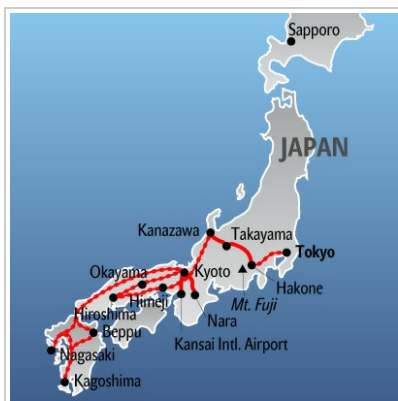 Sapporo
JAPAN
Kanazawa
Takayama
Tokyo
Okayama
Kyoto
Hakone
Mt. Fuji
Himeji
Hiroshima
Nara
Beppu
Kansai Intl. Airport
Nagasaki
Kagoshima